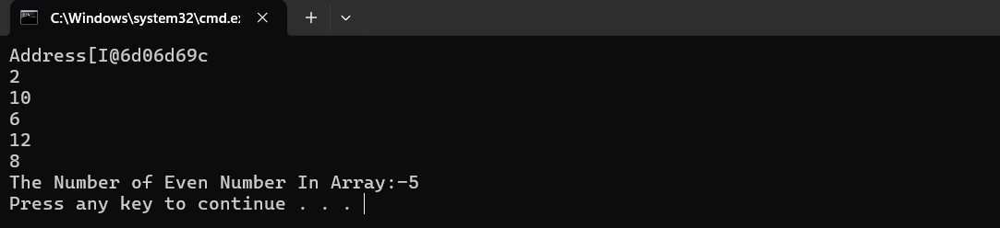 C:\Windows\system32\cmd.e
Address[I@6d06d69c
2
10
6
12
8
The Number of Even Number In Array:-5
Press any key to continue . . .